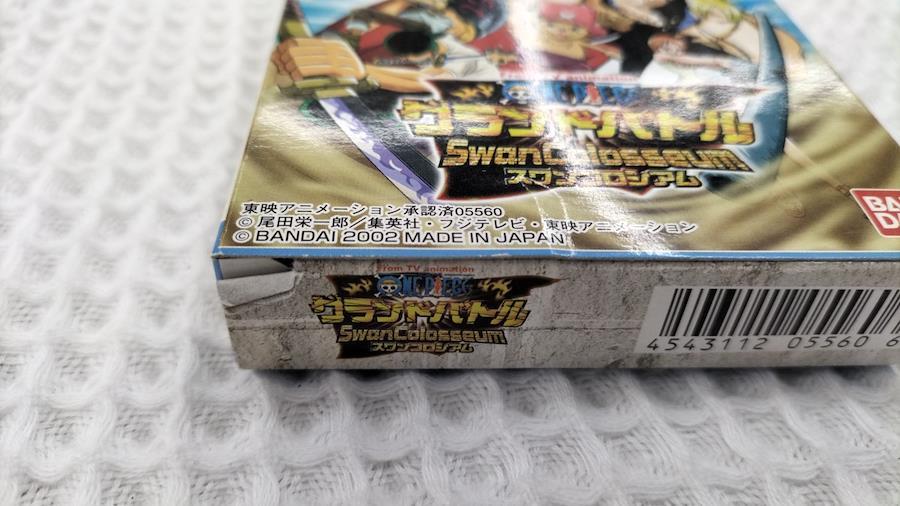 From TV animation
ONE PIECE
グランドバトル
Swan Colosseum
スワンコロシアム
BANDAI
東映アニメーション承認済05560
©尾田栄一郎／集英社・フジテレビ・東映アニメーション
©BANDAI 2002 MADE IN JAPAN
From TV animation
ONE PIECE
グランドバトル
SwanColosseum
スワンコロシアム
4543112 05560 6